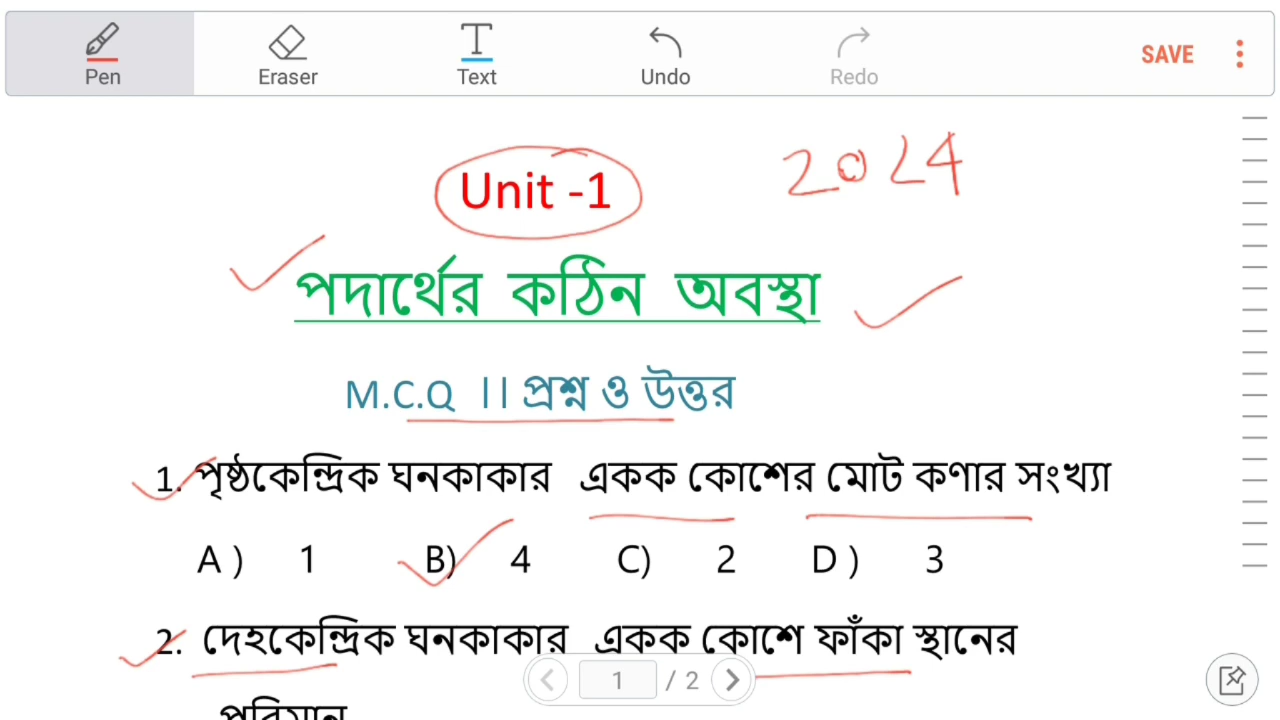 Pen Eraser Text Undo Redo SAVE
2024
Unit -1
পদার্থের কঠিন অবস্থা
M.C.Q ।। প্রশ্ন ও উত্তর
1. পৃষ্ঠকেন্দ্রিক ঘনকাকার একক কোশের মোট কণার সংখ্যা
A ) 1 B) 4 C) 2 D ) 3
2. দেহকেন্দ্রিক ঘনকাকার একক কোশে ফাঁকা স্থানের
পরিমান
1 / 2